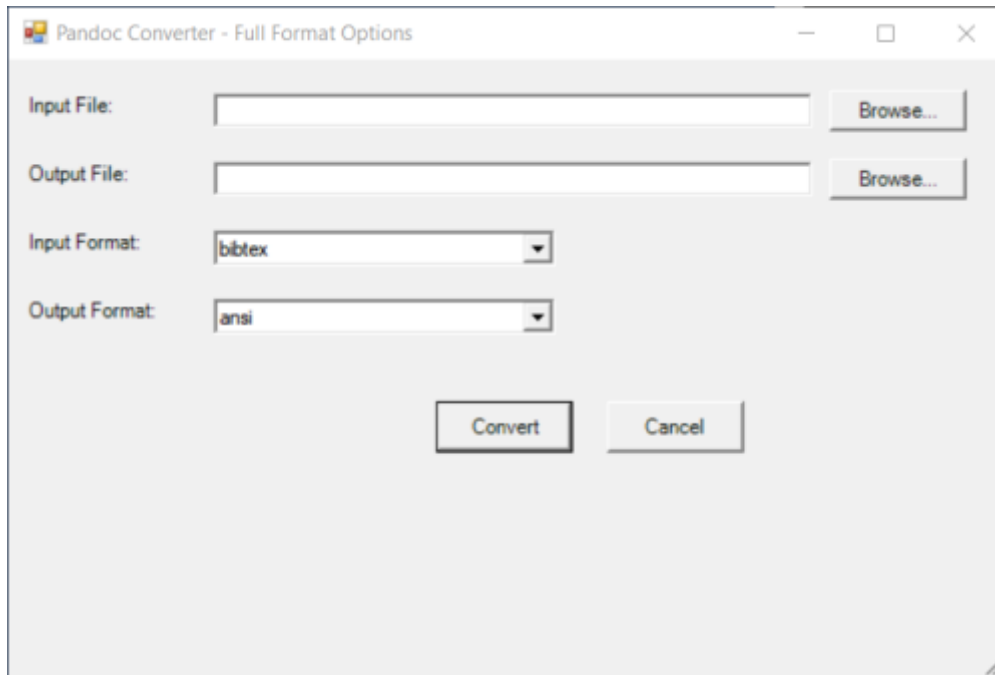 Pandoc Converter - Full Format Options
Input File:
Browse...
Output File:
Browse...
Input Format:
bibtex
Output Format:
ansi
Convert
Cancel